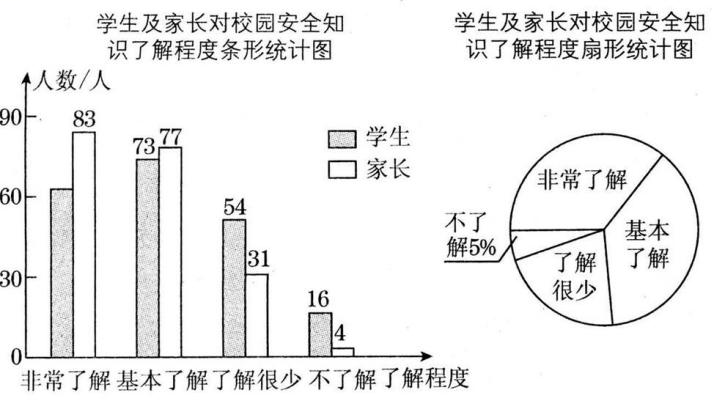 学生及家长对校园安全知
识了解程度条形统计图
人数/人
90
60
30
0
83
73
77
54
31
16
4
学生
家长
非常了解 基本了解 了解很少 不了解 了解程度
学生及家长对校园安全知
识了解程度扇形统计图
非常了解
基本
了解
了解
很少
不了
解5%